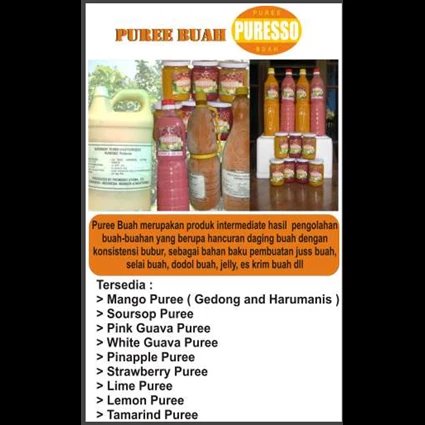 PUREE BUAH
PUREE
PURESSO
BUAH
Puree Buah merupakan produk intermediate hasil pengolahan
buah-buahan yang berupa hancuran daging buah dengan
konsistensi bubur, sebagai bahan baku pembuatan juss buah,
selai buah, dodol buah, jelly, es krim buah dll
Tersedia :
> Mango Puree ( Gedong and Harumanis )
> Soursop Puree
> Pink Guava Puree
> White Guava Puree
> Pinapple Puree
> Strawberry Puree
> Lime Puree
> Lemon Puree
> Tamarind Puree